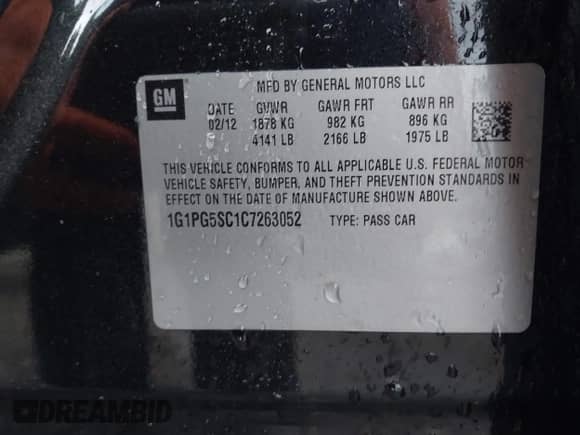 GM
MFD BY GENERAL MOTORS LLC
DATE GVWR GAWR FRT GAWR RR
02/12 1878 KG 982 KG 896 KG
4141 LB 2166 LB 1975 LB
THIS VEHICLE CONFORMS TO ALL APPLICABLE U.S. FEDERAL MOTOR
VEHICLE SAFETY, BUMPER, AND THEFT PREVENTION STANDARDS IN
EFFECT ON THE DATE OF MANUFACTURE SHOWN ABOVE.
1G1PG5SC1C7263052 TYPE: PASS CAR
DREAMBID